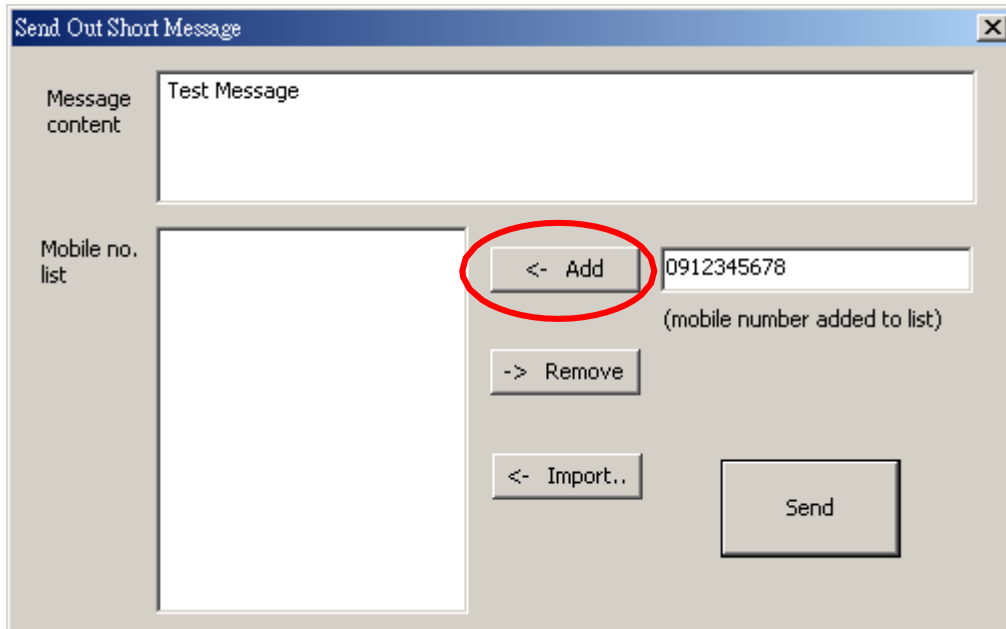 Send Out Short Message
Message
content
Test Message
Mobile no.
list
<- Add
0912345678
(mobile number added to list)
-> Remove
<- Import..
Send